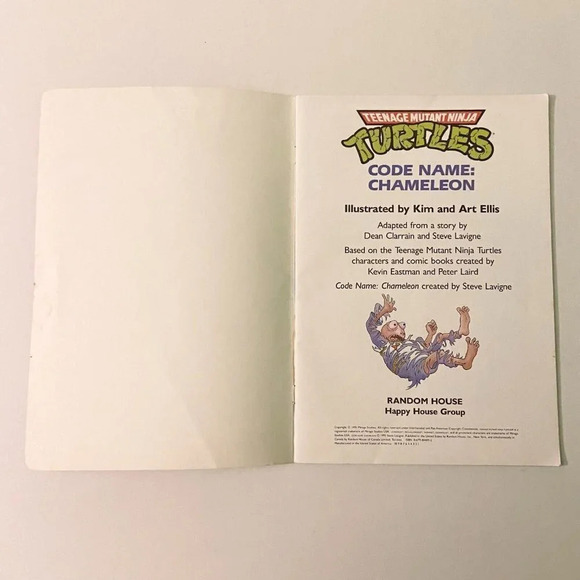 TEENAGE MUTANT NINJA
TURTLES
CODE NAME:
CHAMELEON
Illustrated by Kim and Art Ellis
Adapted from a story by
Dean Clarrain and Steve Lavigne
Based on the Teenage Mutant Ninja Turtles
characters and comic books created by
Kevin Eastman and Peter Laird
Code Name: Chameleon created by Steve Lavigne
RANDOM HOUSE
Happy House Group